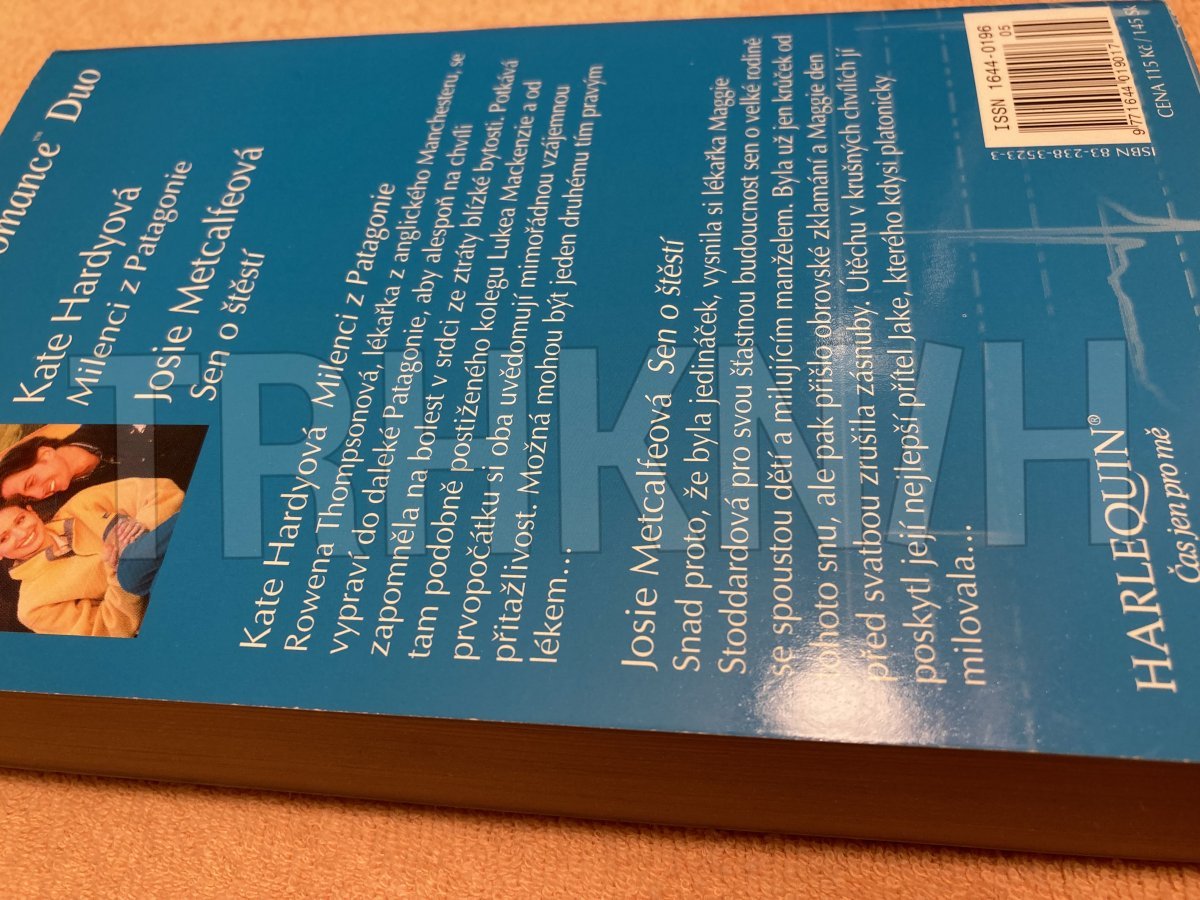 Romance™ Duo
Kate Hardyová
Milenci z Patagonie
Josie Metcalfeová
Sen o štěstí
Kate Hardyová Milenci z Patagonie
Rowena Thompsonová, lékařka z anglického Manchesteru, se
vypraví do daleké Patagonie, aby alespoň na chvíli
zapomněla na bolest v srdci ze ztráty blízké bytosti. Potkává
tam podobně postiženého kolegu Lukea Mackenzie a od
prvopočátku si oba uvědomují mimořádnou vzájemnou
přitažlivost. Možná mohou být jeden druhému tím pravým
lékem...
Josie Metcalfeová Sen o štěstí
Snad proto, že byla jedináček, vysnila si lékařka Maggie
Stoddardová pro svou šťastnou budoucnost sen o velké rodině
se spoustou dětí a milujícím manželem. Byla už jen krůček od
tohoto snu, ale pak přišlo obrovské zklamání a Maggie den
před svatbou zrušila zásnuby. Útěchu v krušných chvílích jí
poskytl její nejlepší přítel Jake, kterého kdysi platonicky
milovala...
HARLEQUIN®
Čas jen pro mě
ISSN 1644-0196
05
9 771644 019017
ISBN 83-238-3523-3
CENA 115 Kč / 145 Sk
TRHKNIH